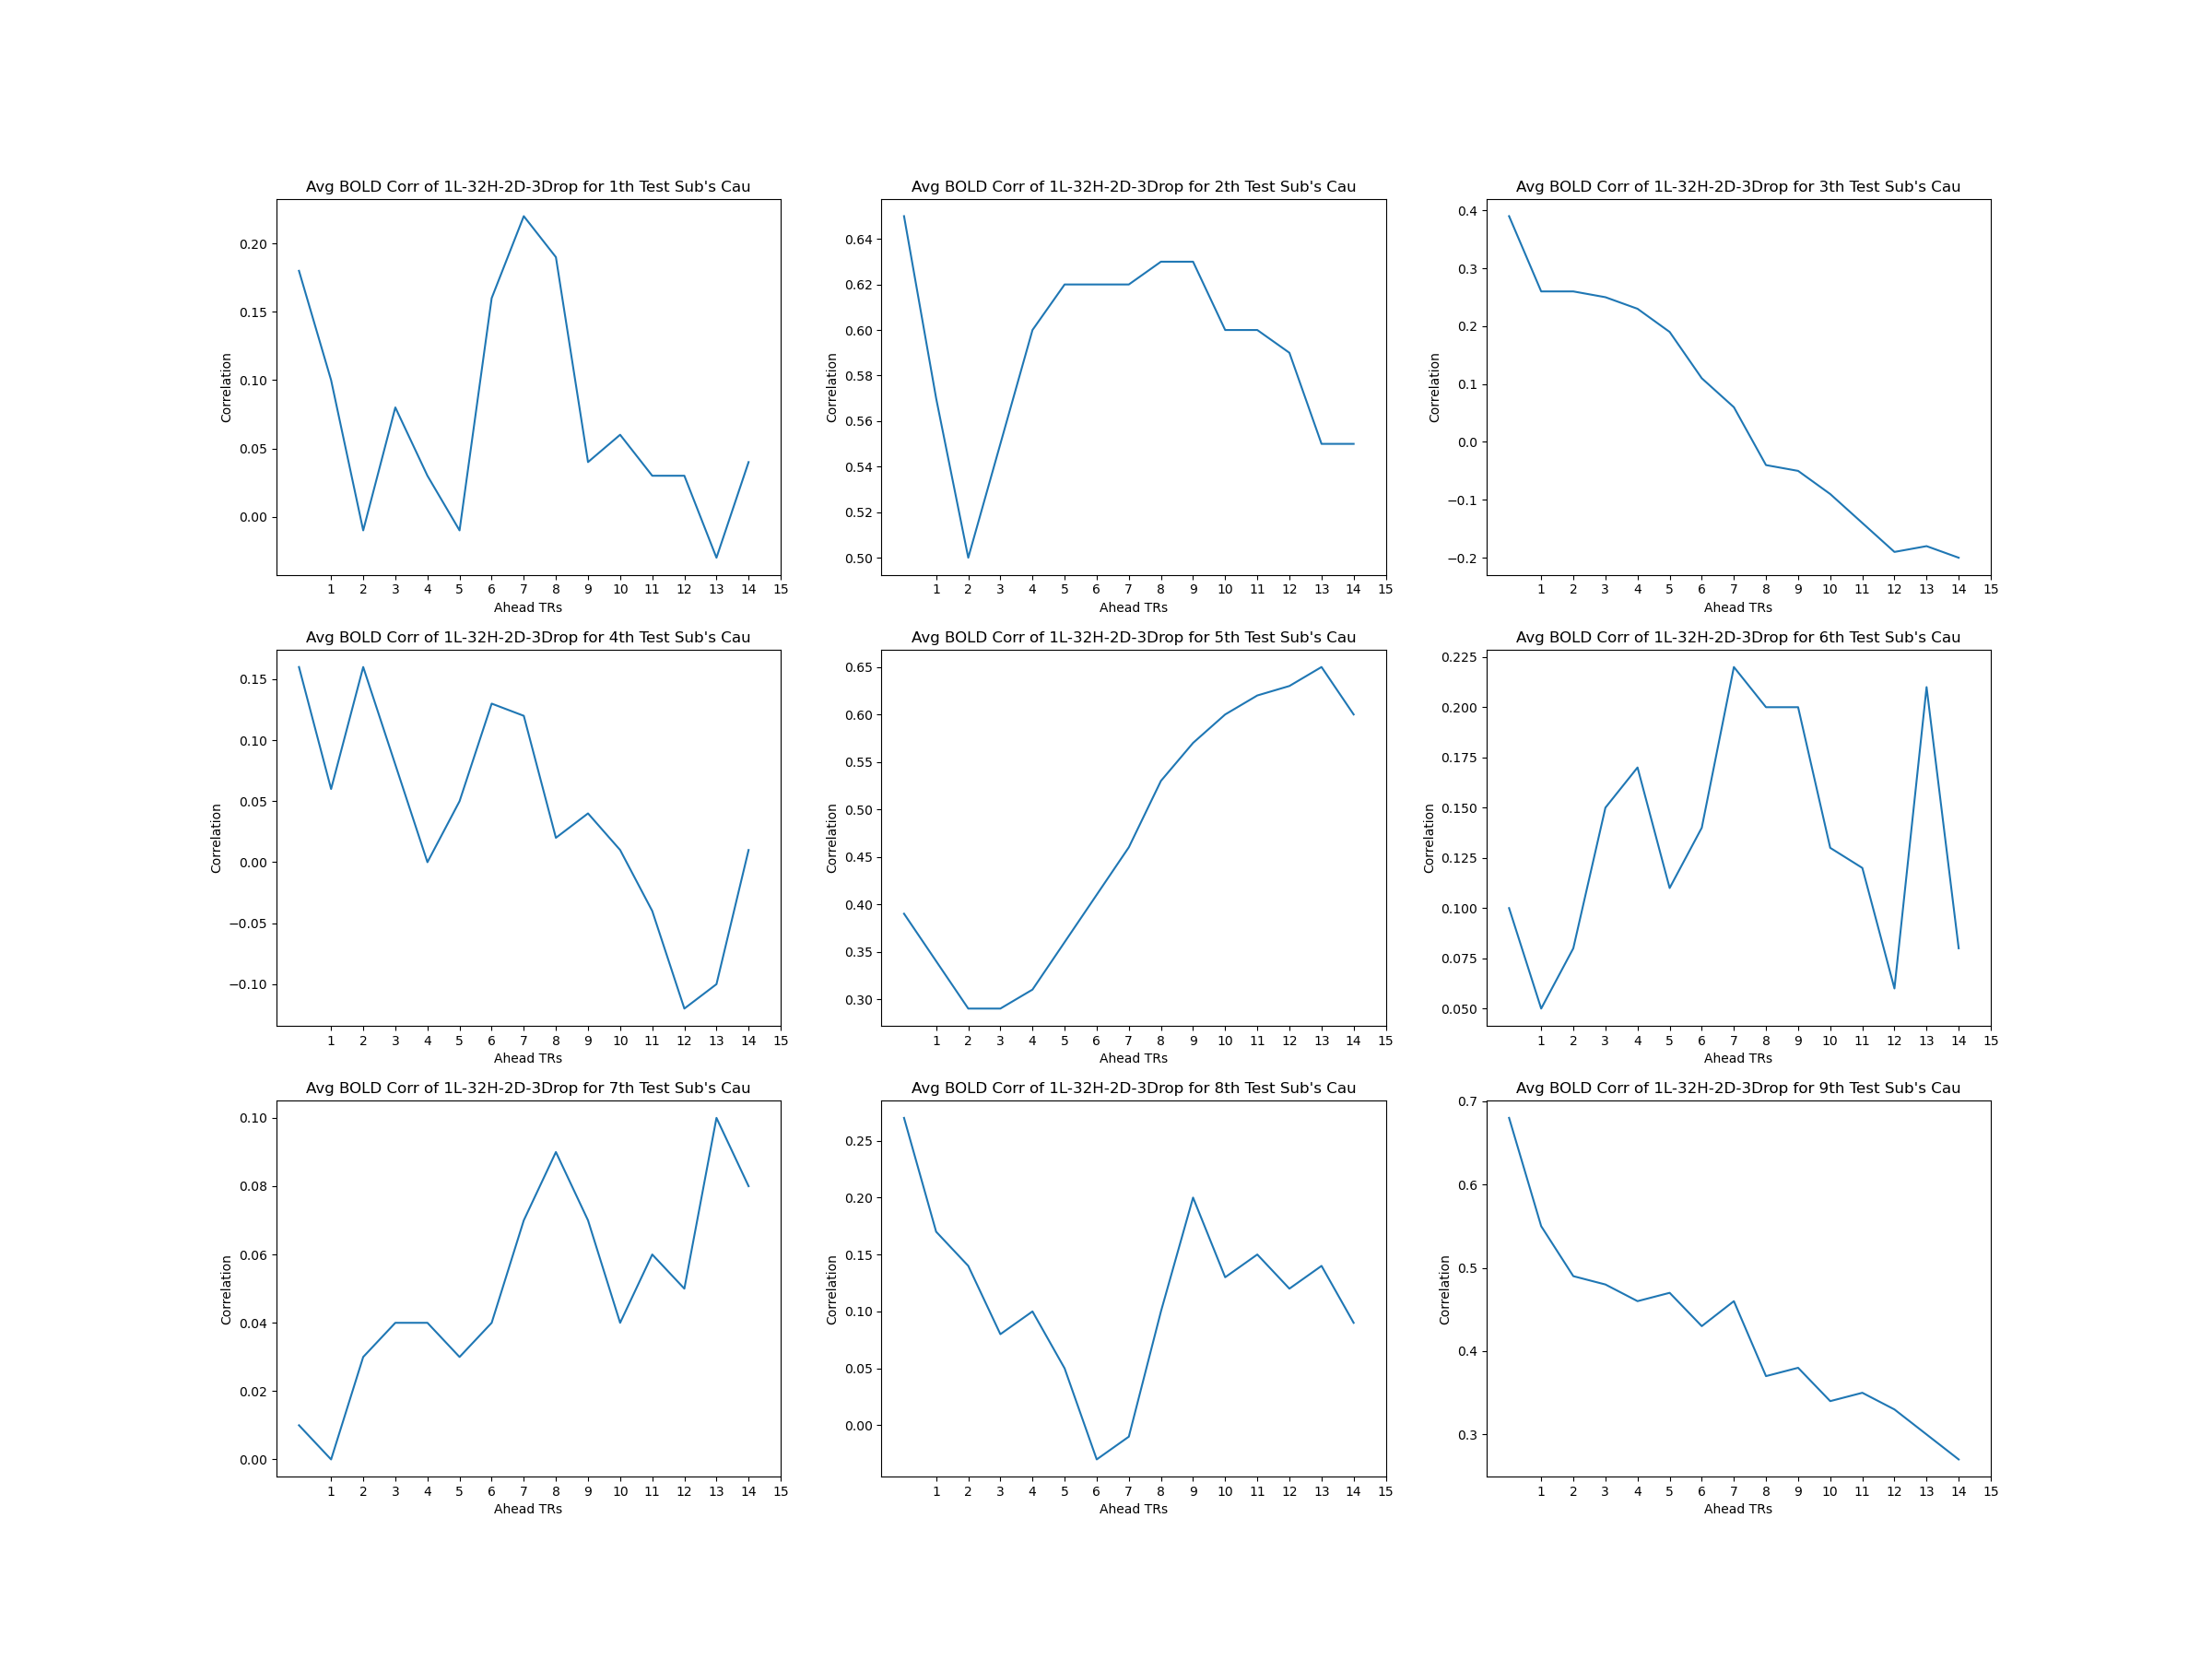 Avg BOLD Corr of 1L-32H-2D-3Drop for 1th Test Sub's Cau
Correlation
0.20
0.15
0.10
0.05
0.00
1 2 3 4 5 6 7 8 9 10 11 12 13 14 15
Ahead TRs
Avg BOLD Corr of 1L-32H-2D-3Drop for 2th Test Sub's Cau
Correlation
0.64
0.62
0.60
0.58
0.56
0.54
0.52
0.50
1 2 3 4 5 6 7 8 9 10 11 12 13 14 15
Ahead TRs
Avg BOLD Corr of 1L-32H-2D-3Drop for 3th Test Sub's Cau
Correlation
0.4
0.3
0.2
0.1
0.0
−0.1
−0.2
1 2 3 4 5 6 7 8 9 10 11 12 13 14 15
Ahead TRs
Avg BOLD Corr of 1L-32H-2D-3Drop for 4th Test Sub's Cau
Correlation
0.15
0.10
0.05
0.00
−0.05
−0.10
1 2 3 4 5 6 7 8 9 10 11 12 13 14 15
Ahead TRs
Avg BOLD Corr of 1L-32H-2D-3Drop for 5th Test Sub's Cau
Correlation
0.65
0.60
0.55
0.50
0.45
0.40
0.35
0.30
1 2 3 4 5 6 7 8 9 10 11 12 13 14 15
Ahead TRs
Avg BOLD Corr of 1L-32H-2D-3Drop for 6th Test Sub's Cau
Correlation
0.225
0.200
0.175
0.150
0.125
0.100
0.075
0.050
1 2 3 4 5 6 7 8 9 10 11 12 13 14 15
Ahead TRs
Avg BOLD Corr of 1L-32H-2D-3Drop for 7th Test Sub's Cau
Correlation
0.10
0.08
0.06
0.04
0.02
0.00
1 2 3 4 5 6 7 8 9 10 11 12 13 14 15
Ahead TRs
Avg BOLD Corr of 1L-32H-2D-3Drop for 8th Test Sub's Cau
Correlation
0.25
0.20
0.15
0.10
0.05
0.00
1 2 3 4 5 6 7 8 9 10 11 12 13 14 15
Ahead TRs
Avg BOLD Corr of 1L-32H-2D-3Drop for 9th Test Sub's Cau
Correlation
0.7
0.6
0.5
0.4
0.3
1 2 3 4 5 6 7 8 9 10 11 12 13 14 15
Ahead TRs